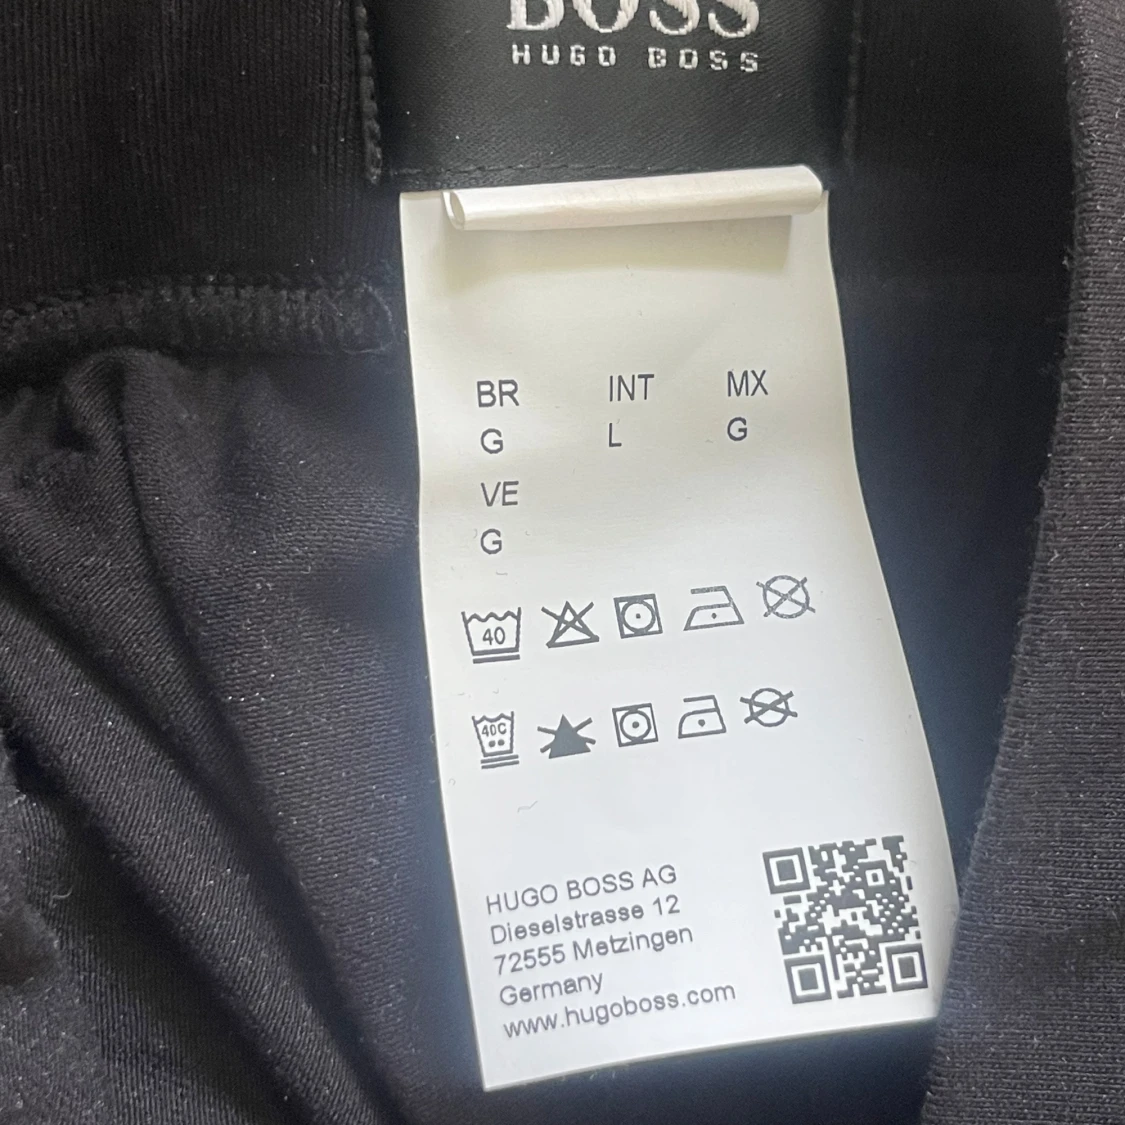 BOSS
HUGO BOSS
BR INT MX
G L G
VE
G
40
40C
HUGO BOSS AG
Dieselstrasse 12
72555 Metzingen
Germany
www.hugoboss.com